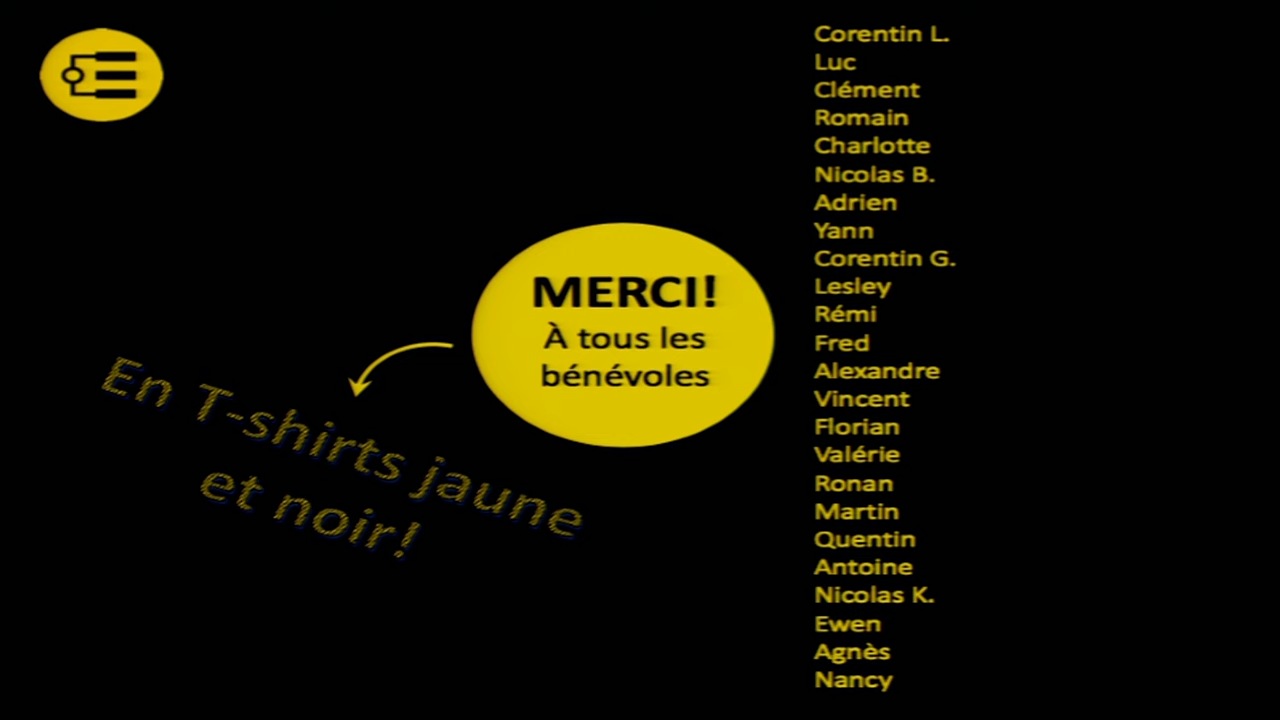 MERCI!
À tous les
bénévoles
En T-shirts jaune
et noir!
Corentin L.
Luc
Clément
Romain
Charlotte
Nicolas B.
Adrien
Yann
Corentin G.
Lesley
Rémi
Fred
Alexandre
Vincent
Florian
Valérie
Ronan
Martin
Quentin
Antoine
Nicolas K.
Ewen
Agnès
Nancy